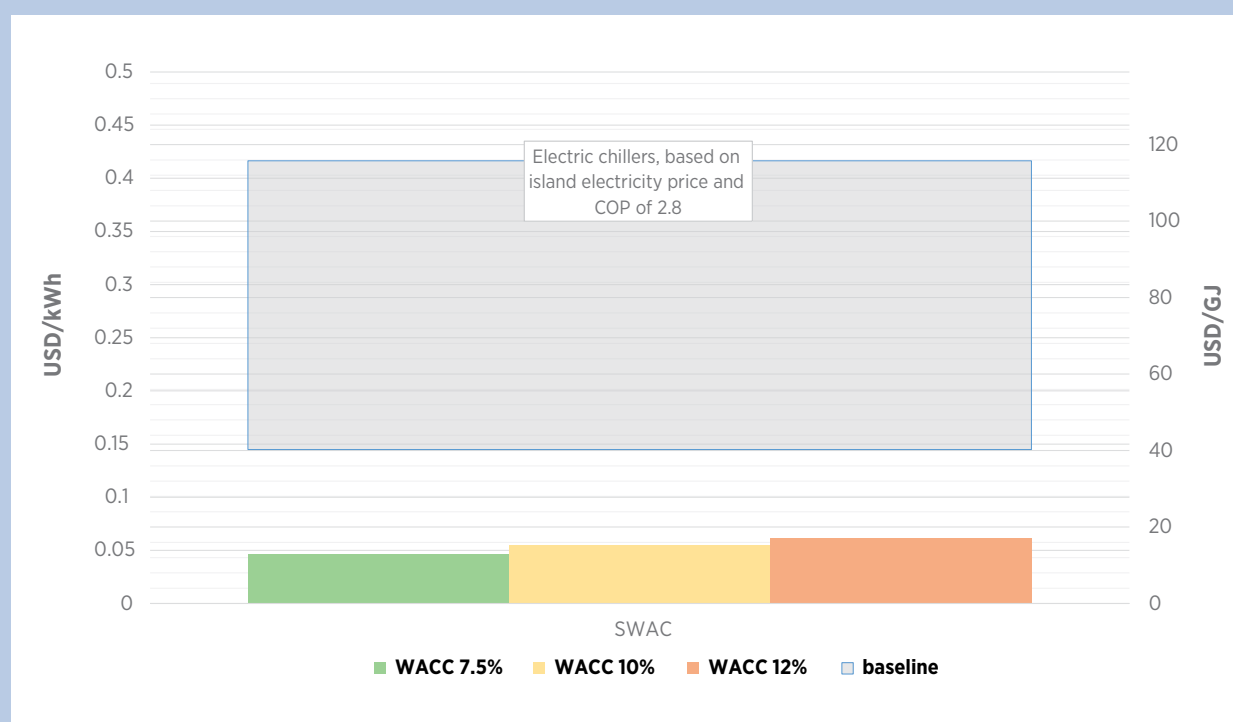 0.5
0.45
0.4
0.35
0.3
0.25
0.2
0.15
0.1
0.05
0
USD/kWh
Electric chillers, based on
island electricity price and
COP of 2.8
120
100
80
60
40
20
0
USD/GJ
SWAC
WACC 7.5% WACC 10% WACC 12% baseline